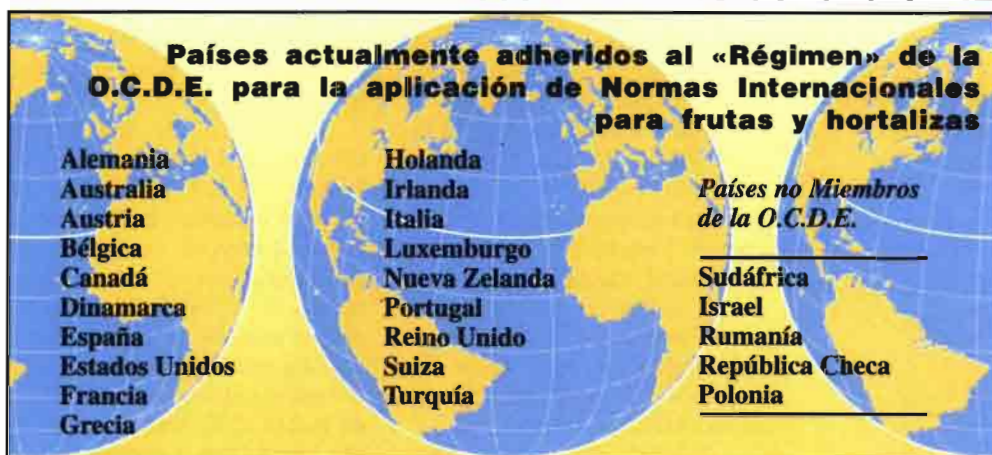 Países actualmente adheridos al «Régimen» de la
O.C.D.E. para la aplicación de Normas Internacionales
para frutas y hortalizas
Alemania
Australia
Austria
Bélgica
Canadá
Dinamarca
España
Estados Unidos
Francia
Grecia
Holanda
Irlanda
Italia
Luxemburgo
Nueva Zelanda
Portugal
Reino Unido
Suiza
Turquía
Países no Miembros
de la O.C.D.E.
Sudáfrica
Israel
Rumanía
República Checa
Polonia